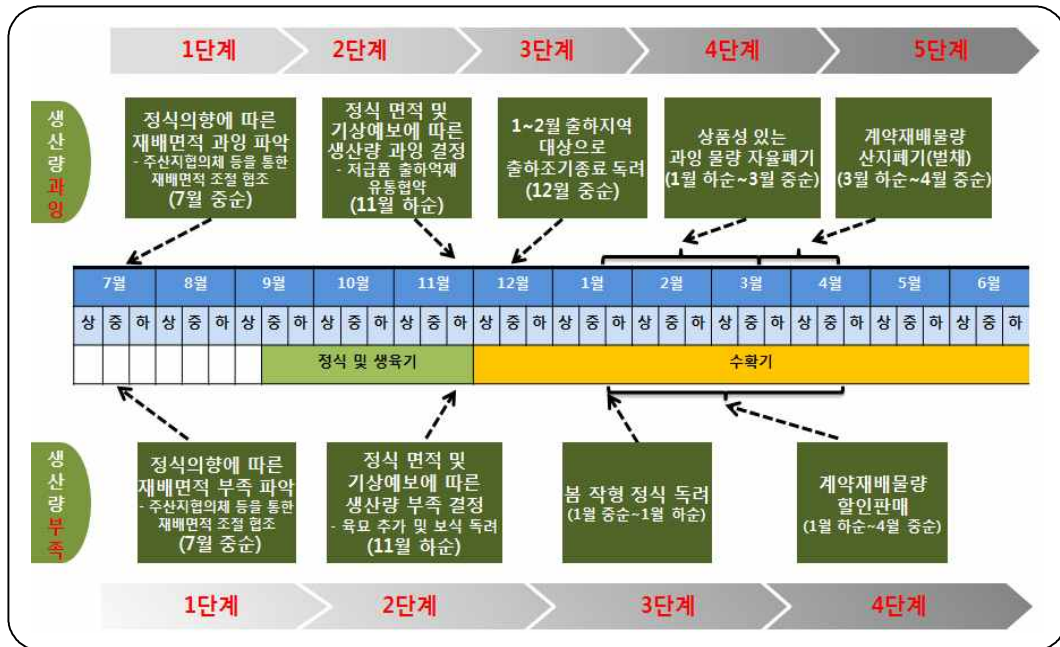 1단계 2단계 3단계 4단계 5단계
생산량과잉
정식의향에 따른
재배면적 과잉 파악
- 주산지협의체 등을 통한
재배면적 조절 협조
(7월 중순)
정식 면적 및
기상예보에 따른
생산량 과잉 결정
- 저급품 출하억제
유통협약
(11월 하순)
1~2월 출하지역
대상으로
출하조기종료 독려
(12월 중순)
상품성 있는
과잉 물량 자율폐기
(1월 하순~3월 중순)
계약재배물량
산지폐기(벌채)
(3월 하순~4월 중순)
7월 8월 9월 10월 11월 12월 1월 2월 3월 4월 5월 6월
상 중 하 상 중 하 상 중 하 상 중 하 상 중 하 상 중 하 상 중 하 상 중 하 상 중 하 상 중 하 상 중 하 상 중 하
정식 및 생육기 수확기
생산량부족
정식의향에 따른
재배면적 부족 파악
- 주산지협의체 등을 통한
재배면적 조절 협조
(7월 중순)
정식 면적 및
기상예보에 따른
생산량 부족 결정
- 육묘 추가 및 보식 독려
(11월 하순)
봄 작형 정식 독려
(1월 중순~1월 하순)
계약재배물량
할인판매
(1월 하순~4월 중순)
1단계 2단계 3단계 4단계